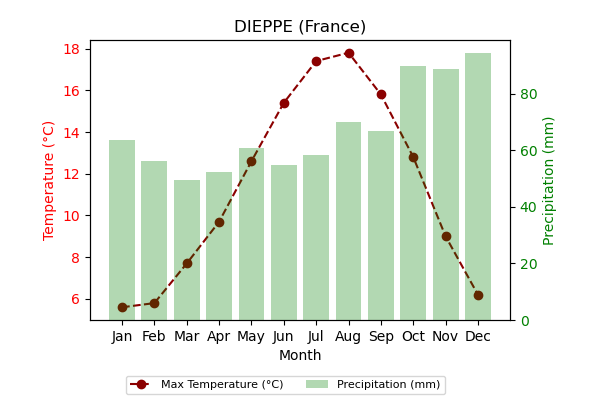 DIEPPE (France)
18
16
14
12
10
8
6
Temperature (°C)
80
60
40
20
0
Precipitation (mm)
Jan Feb Mar Apr May Jun Jul Aug Sep Oct Nov Dec
Month
Max Temperature (°C) Precipitation (mm)